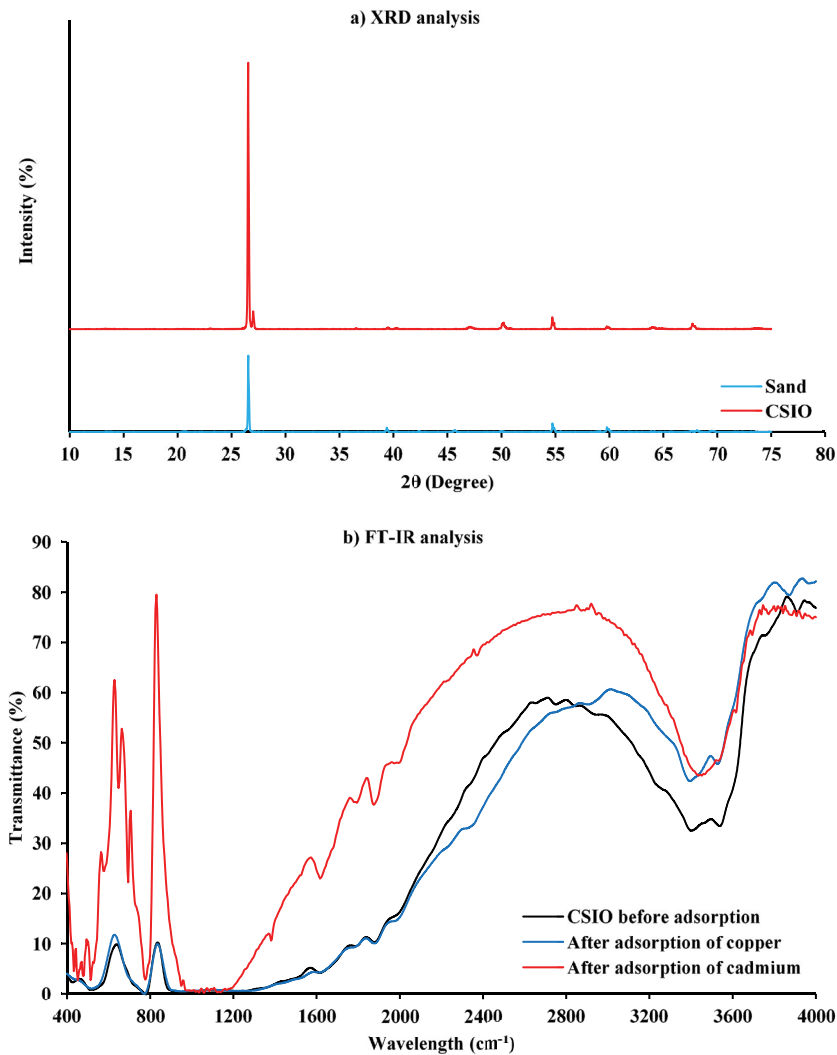 a) XRD analysis
Intensity (%)
Sand
CSIO
10 15 20 25 30 35 40 45 50 55 60 65 70 75 80
2θ (Degree)
b) FT-IR analysis
90
80
70
60
50
40
30
20
10
0
Transmittance (%)
CSIO before adsorption
After adsorption of copper
After adsorption of cadmium
400 800 1200 1600 2000 2400 2800 3200 3600 4000
Wavelength (cm⁻¹)